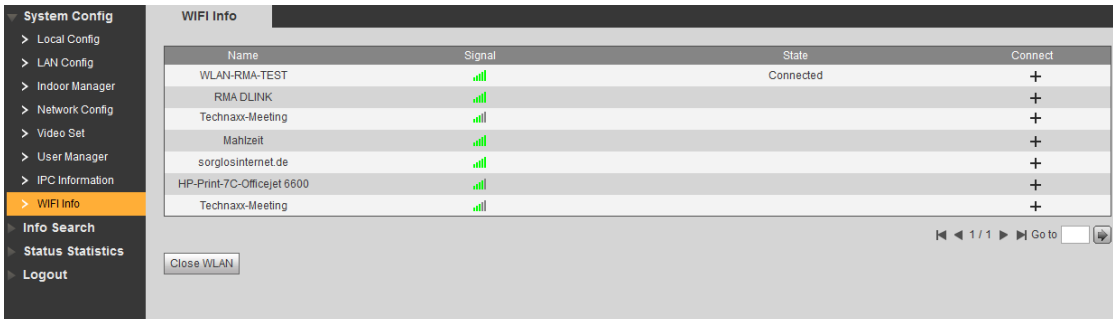 System Config
> Local Config
> LAN Config
> Indoor Manager
> Network Config
> Video Set
> User Manager
> IPC Information
> WIFI Info
Info Search
Status Statistics
Logout
WIFI Info
Name Signal State Connect
WLAN-RMA-TEST Connected +
RMA DLINK +
Technaxx-Meeting +
Mahlzeit +
sorglosinternet.de +
HP-Print-7C-Officejet 6600 +
Technaxx-Meeting +
1 / 1 Go to
Close WLAN